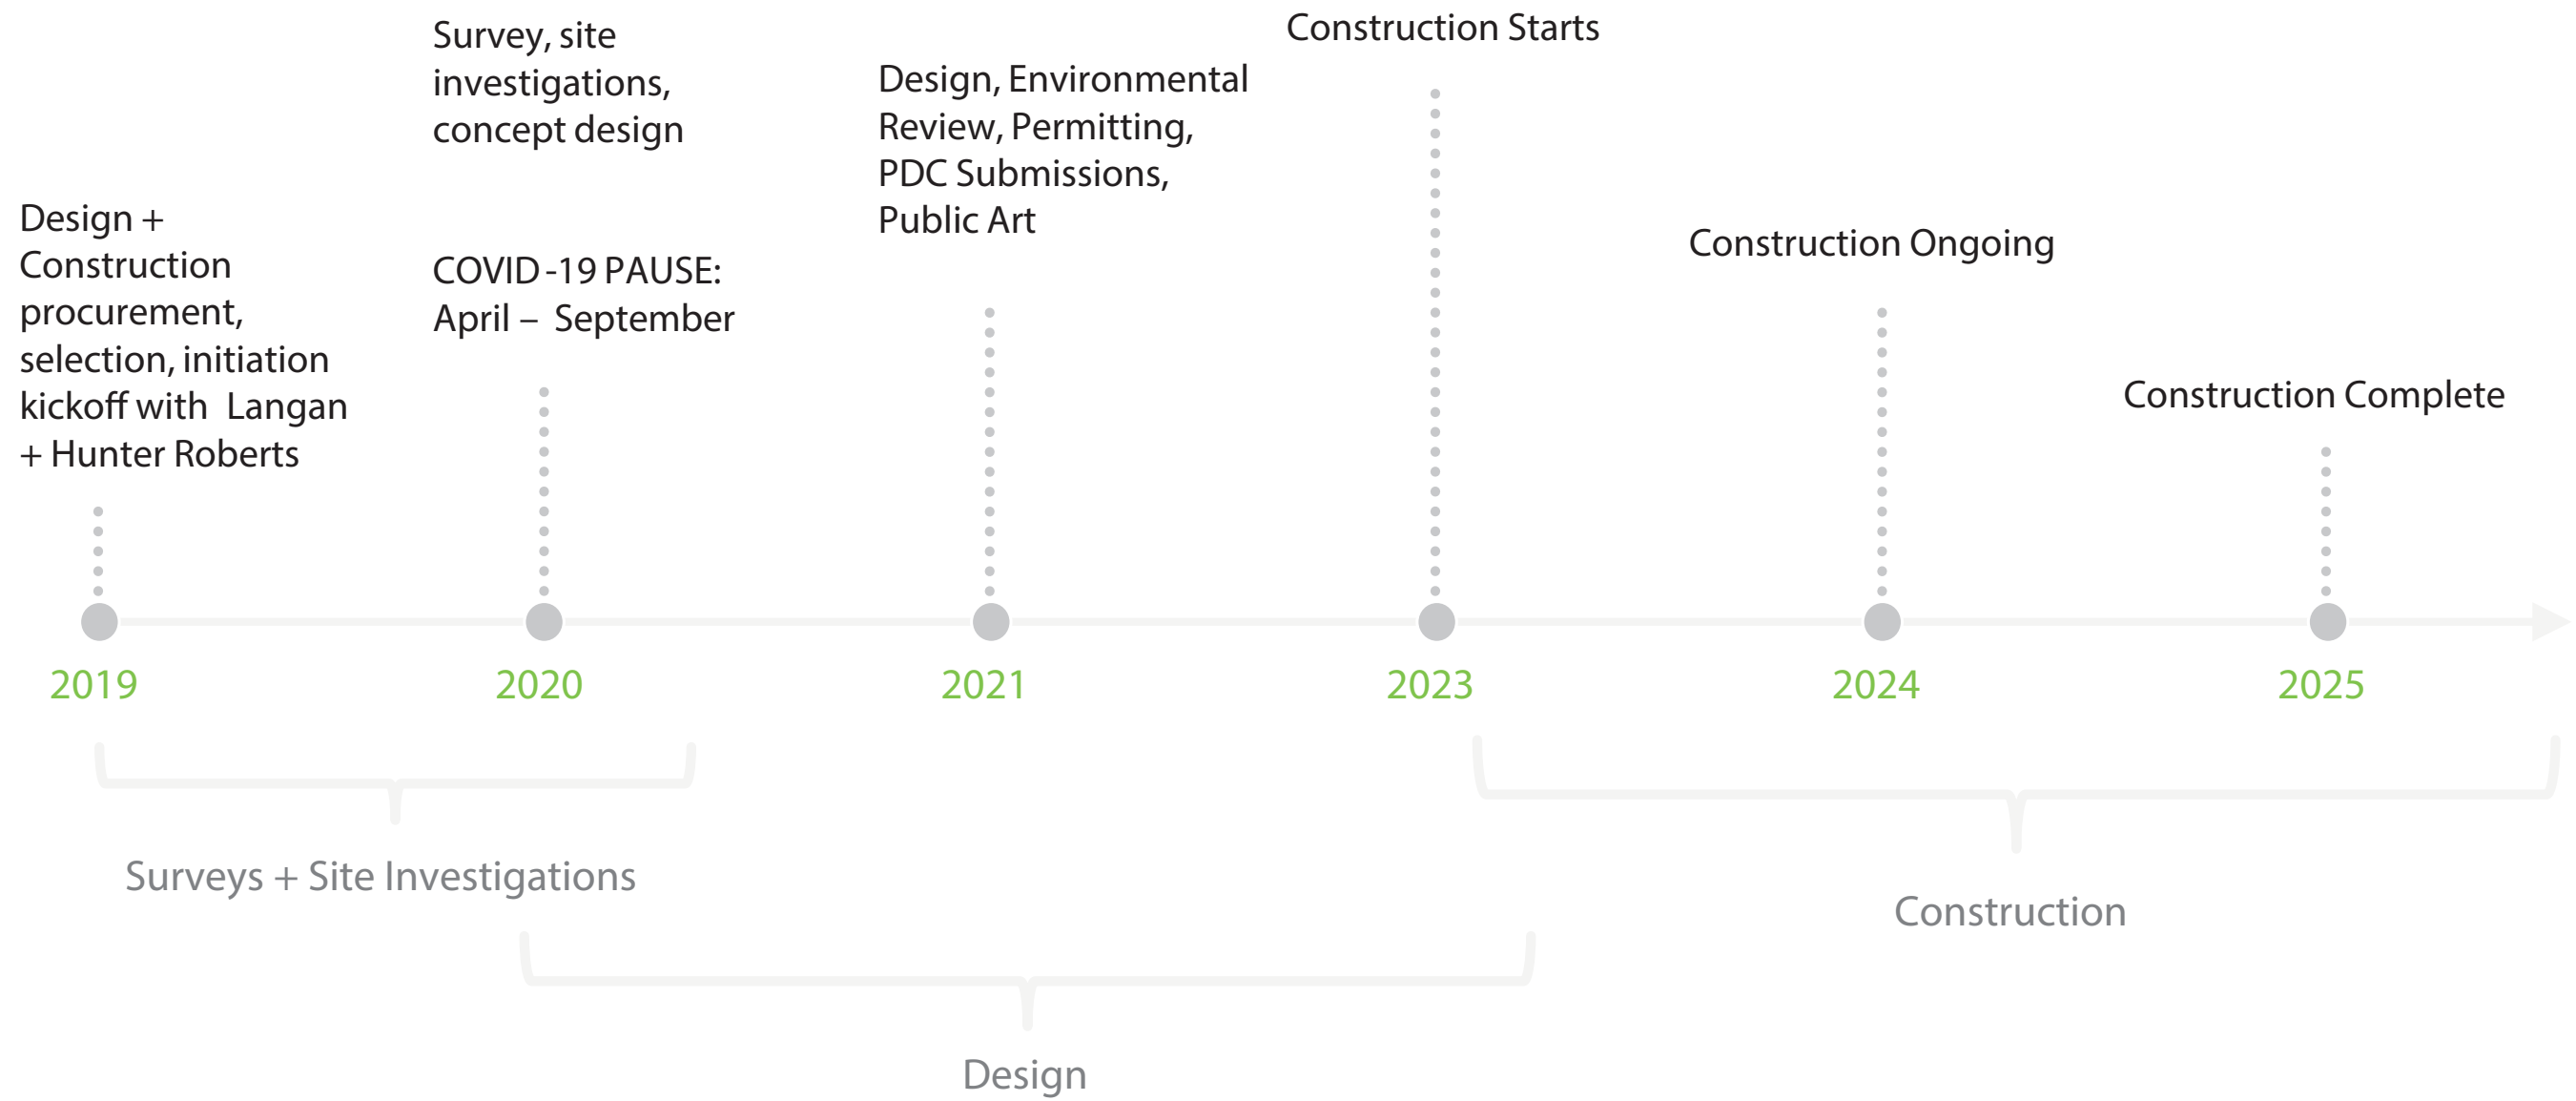 Design +
Construction
procurement,
selection, initiation
kickoff with Langan
+ Hunter Roberts
Survey, site
investigations,
concept design
COVID -19 PAUSE:
April – September
Design, Environmental
Review, Permitting,
PDC Submissions,
Public Art
Construction Starts
Construction Ongoing
Construction Complete
2019
2020
2021
2023
2024
2025
Surveys + Site Investigations
Construction
Design